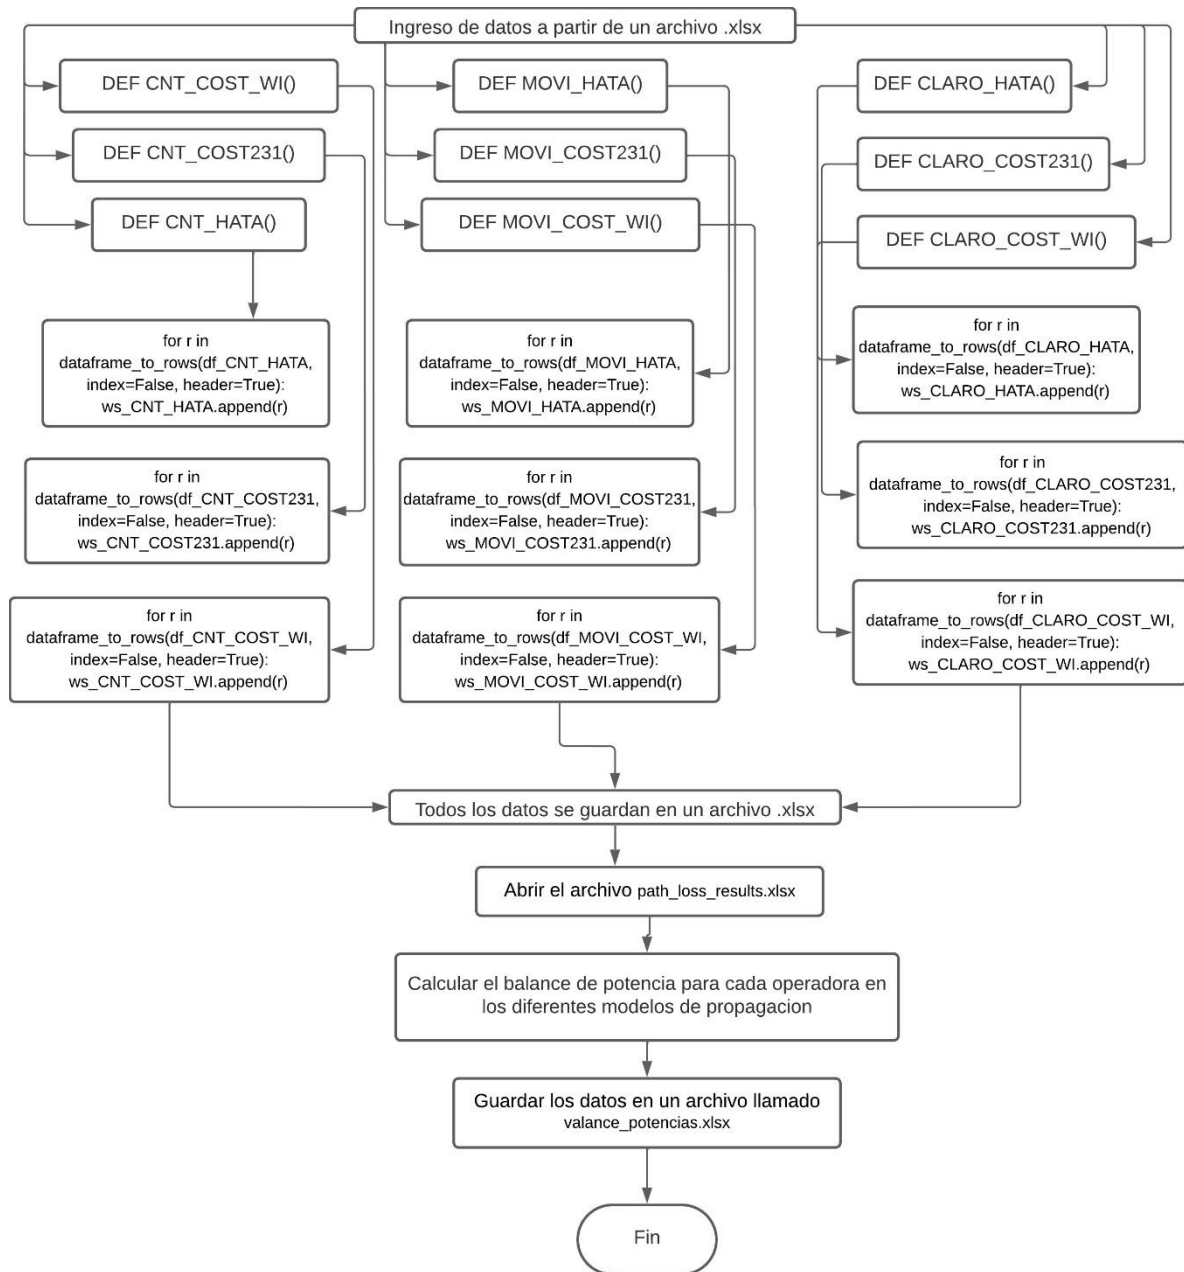 Ingreso de datos a partir de un archivo .xlsx
DEF CNT_COST_WI()
DEF MOVI_HATA()
DEF CLARO_HATA()
DEF CNT_COST231()
DEF MOVI_COST231()
DEF CLARO_COST231()
DEF CNT_HATA()
DEF MOVI_COST_WI()
DEF CLARO_COST_WI()
for r in
dataframe_to_rows(df_CNT_HATA,
index=False, header=True):
ws_CNT_HATA.append(r)
for r in
dataframe_to_rows(df_MOVI_HATA,
index=False, header=True):
ws_MOVI_HATA.append(r)
for r in
dataframe_to_rows(df_CLARO_HATA,
index=False, header=True):
ws_CLARO_HATA.append(r)
for r in
dataframe_to_rows(df_CNT_COST231,
index=False, header=True):
ws_CNT_COST231.append(r)
for r in
dataframe_to_rows(df_MOVI_COST231,
index=False, header=True):
ws_MOVI_COST231.append(r)
for r in
dataframe_to_rows(df_CLARO_COST231,
index=False, header=True):
ws_CLARO_COST231.append(r)
for r in
dataframe_to_rows(df_CNT_COST_WI,
index=False, header=True):
ws_CNT_COST_WI.append(r)
for r in
dataframe_to_rows(df_MOVI_COST_WI,
index=False, header=True):
ws_MOVI_COST_WI.append(r)
for r in
dataframe_to_rows(df_CLARO_COST_WI,
index=False, header=True):
ws_CLARO_COST_WI.append(r)
Todos los datos se guardan en un archivo .xlsx
Abrir el archivo path_loss_results.xlsx
Calcular el balance de potencia para cada operadora en
los diferentes modelos de propagacion
Guardar los datos en un archivo llamado
valance_potencias.xlsx
Fin